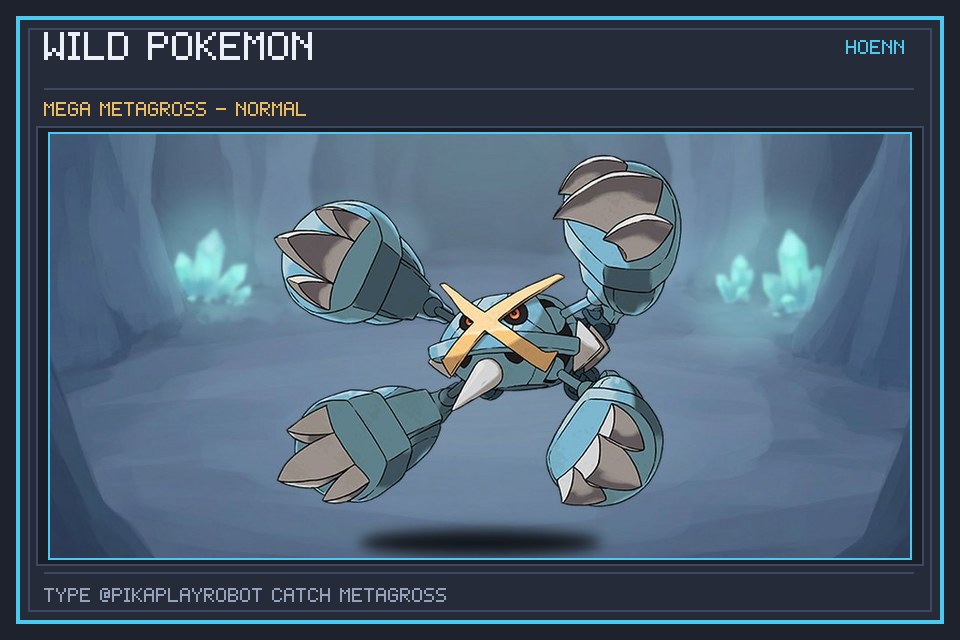 WILD POKEMON
HOENN
MEGA METAGROSS - NORMAL
TYPE @PIKAPLAYROBOT CATCH METAGROSS